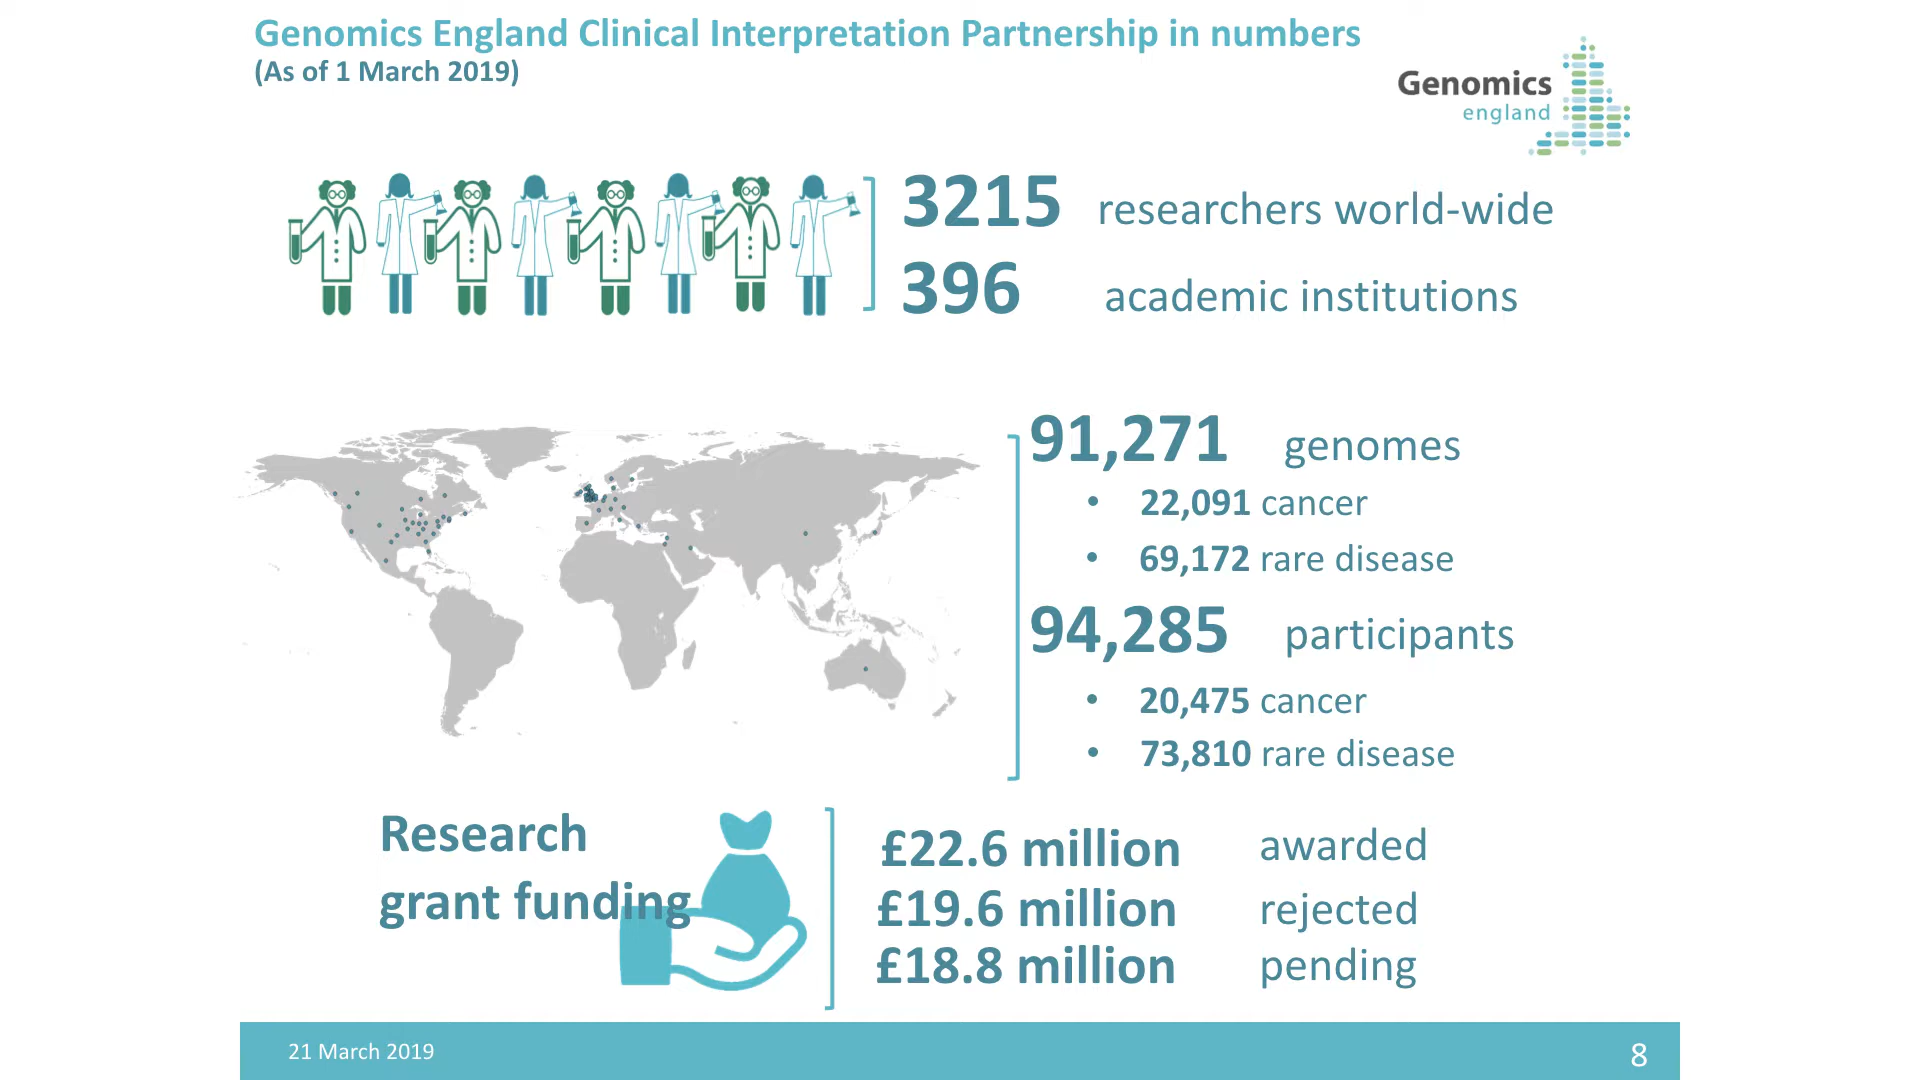 Genomics England Clinical Interpretation Partnership in numbers
(As of 1 March 2019)
Genomics
england
3215 researchers world-wide
396 academic institutions
91,271 genomes
• 22,091 cancer
• 69,172 rare disease
94,285 participants
• 20,475 cancer
• 73,810 rare disease
Research
grant funding
£22.6 million awarded
£19.6 million rejected
£18.8 million pending
21 March 2019
8